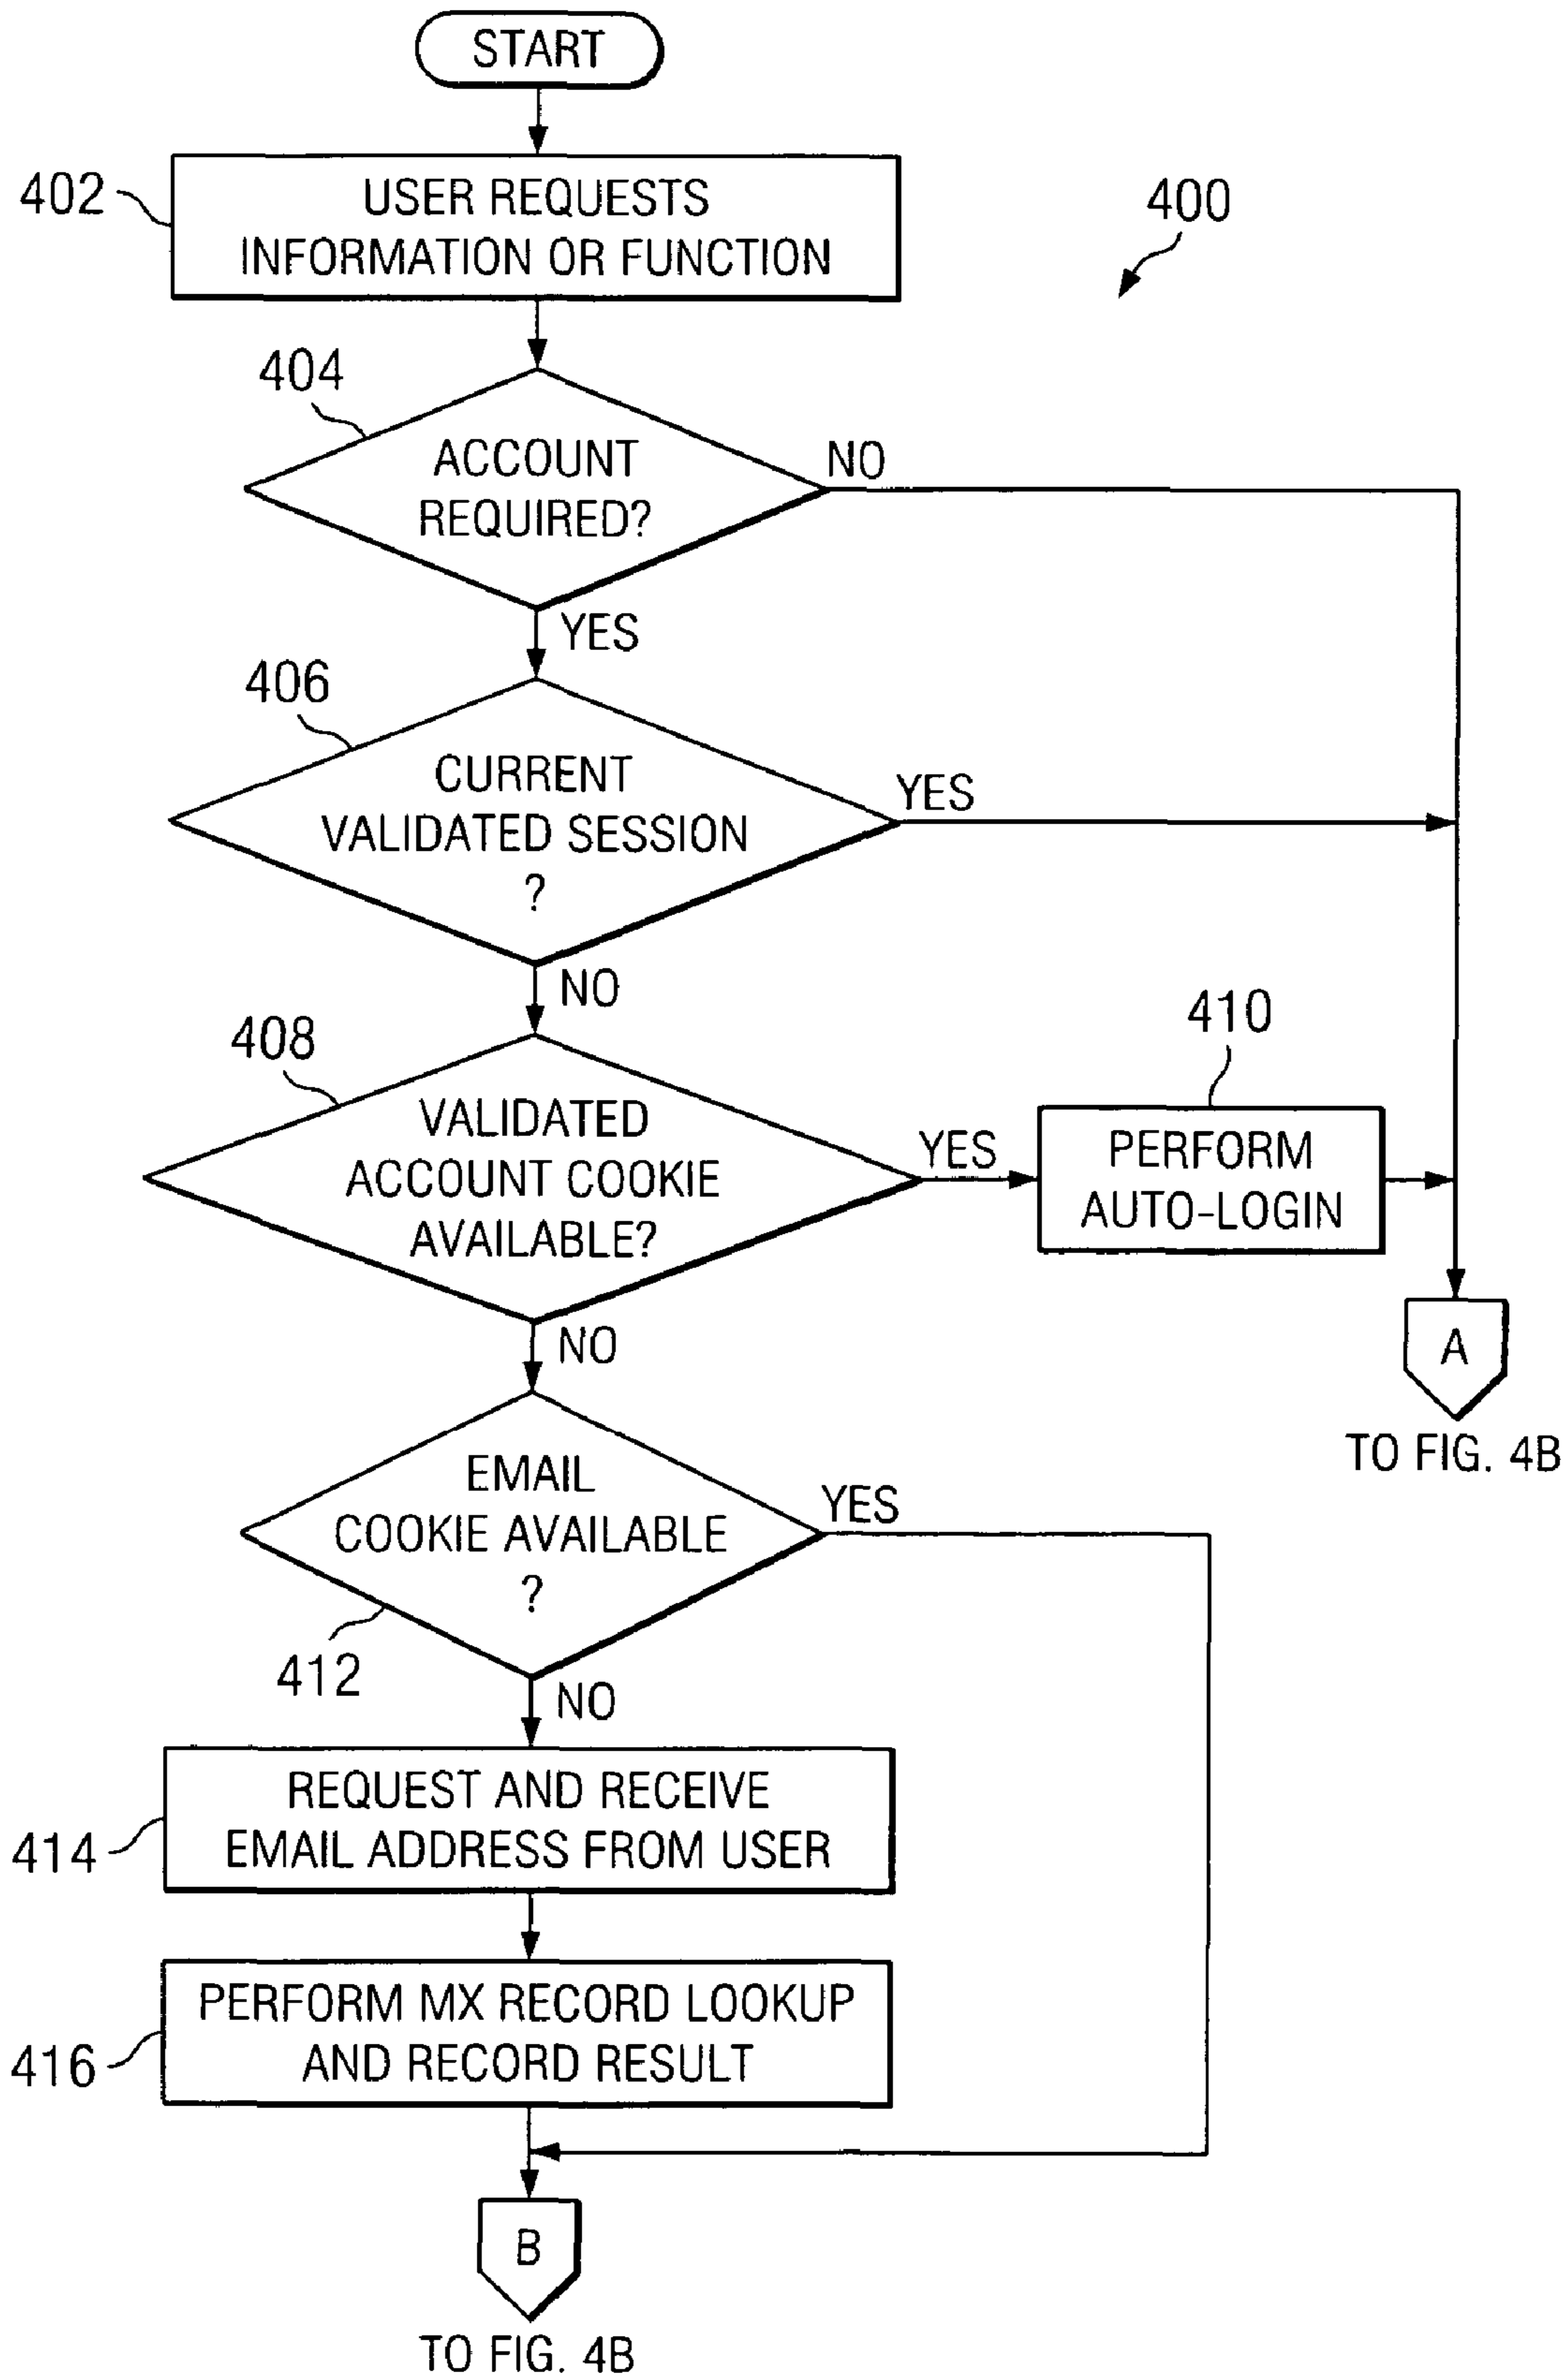 START
402
USER REQUESTS
INFORMATION OR FUNCTION
400
404
ACCOUNT
REQUIRED?
NO
YES
406
CURRENT
VALIDATED SESSION
?
YES
NO
408
VALIDATED
ACCOUNT COOKIE
AVAILABLE?
YES
410
PERFORM
AUTO-LOGIN
A
TO FIG. 4B
NO
EMAIL
COOKIE AVAILABLE
?
YES
412
NO
414
REQUEST AND RECEIVE
EMAIL ADDRESS FROM USER
416
PERFORM MX RECORD LOOKUP
AND RECORD RESULT
B
TO FIG. 4B